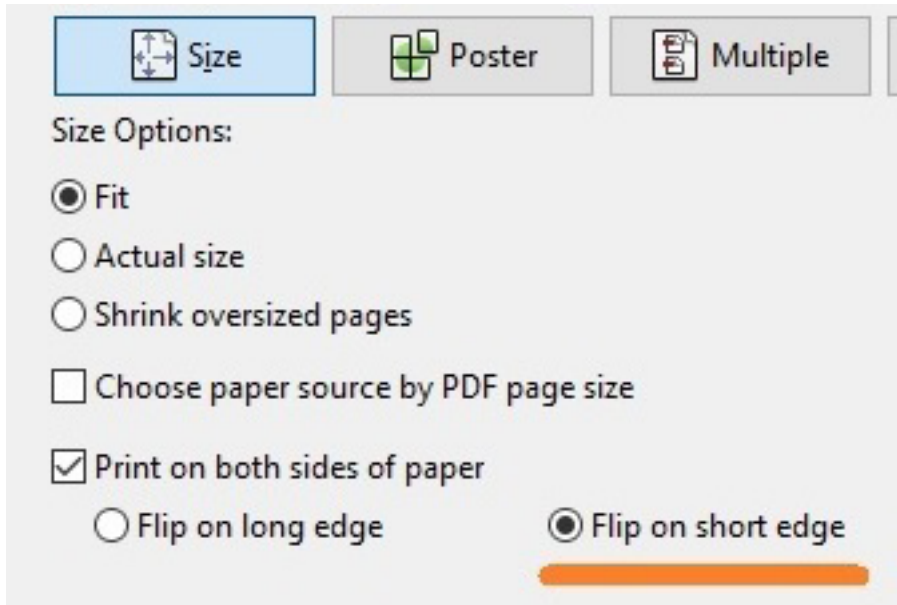 Size Poster Multiple
Size Options:
Fit
Actual size
Shrink oversized pages
Choose paper source by PDF page size
Print on both sides of paper
Flip on long edge Flip on short edge